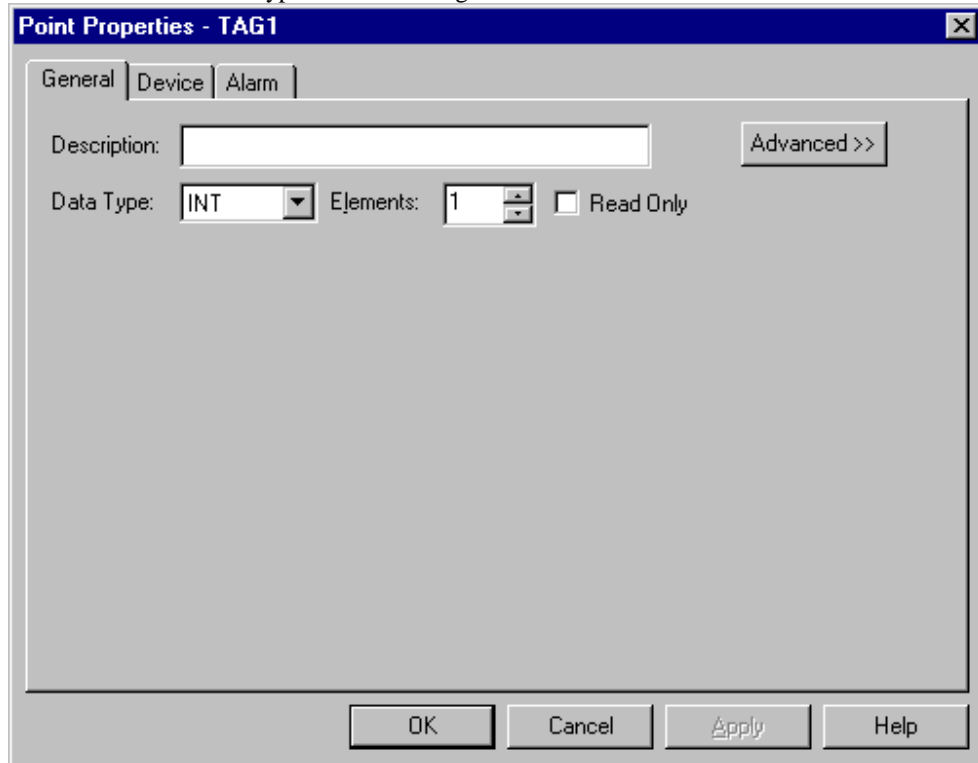 Point Properties - TAG1
General Device Alarm
Description: Advanced >>
Data Type: INT Elements: 1 Read Only
OK Cancel Apply Help